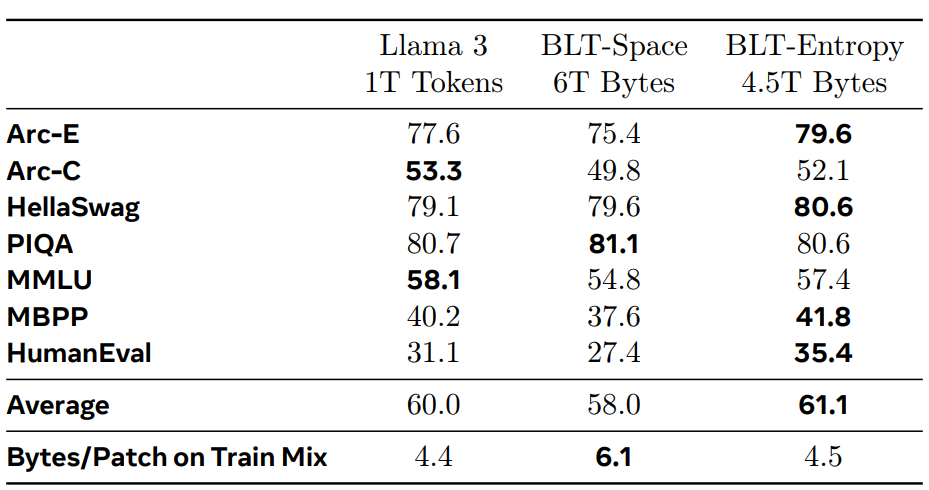 Llama 3 BLT-Space BLT-Entropy
1T Tokens 6T Bytes 4.5T Bytes
Arc-E 77.6 75.4 79.6
Arc-C 53.3 49.8 52.1
HellaSwag 79.1 79.6 80.6
PIQA 80.7 81.1 80.6
MMLU 58.1 54.8 57.4
MBPP 40.2 37.6 41.8
HumanEval 31.1 27.4 35.4
Average 60.0 58.0 61.1
Bytes/Patch on Train Mix 4.4 6.1 4.5